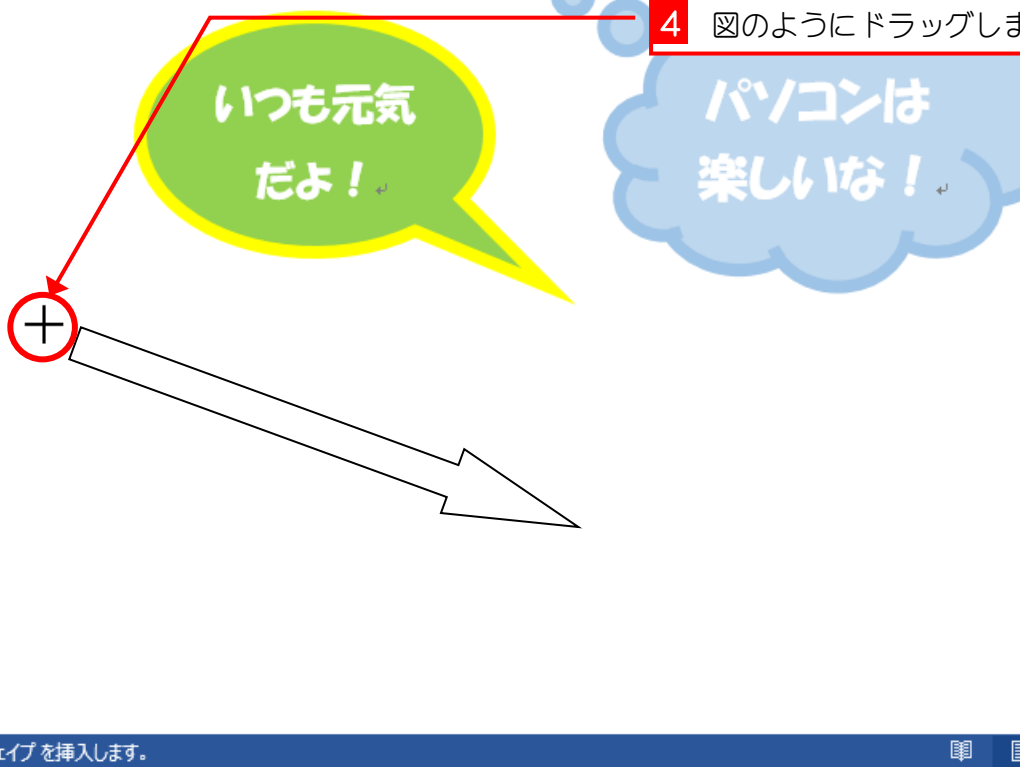 4 図のようにドラッグしま
いつも元気
だよ！
パソコンは
楽しいな！
ェイプ を挿入します。